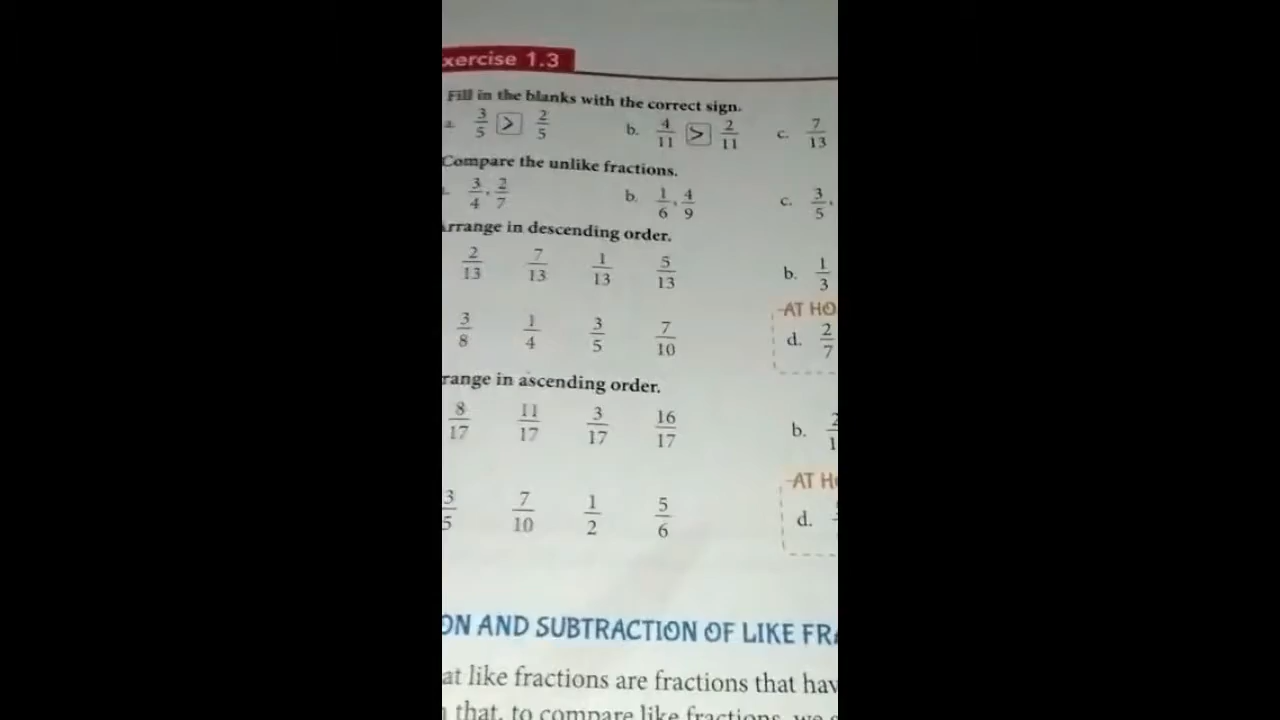 xercise 1.3
Fill in the blanks with the correct sign.
a. 3/5 > 2/5 b. 4/11 > 2/11 c. 7/13
Compare the unlike fractions.
3/4, 2/7 b. 1/6, 4/9 c. 3/5,
rrange in descending order.
2/13 7/13 1/13 5/13 b. 1/3
AT HO
3/8 1/4 3/5 7/10 d. 2/7
range in ascending order.
8/17 11/17 3/17 16/17 b.
AT H
3/5 7/10 1/2 5/6 d.
ON AND SUBTRACTION OF LIKE FRA
at like fractions are fractions that hav
that, to compare like fractions, we